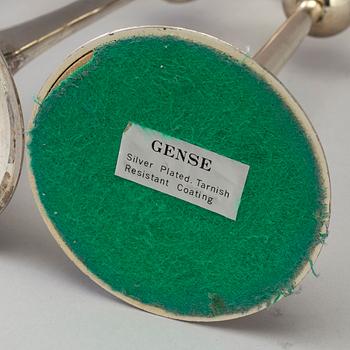 GENSE
Silver Plated. Tarnish
Resistant Coating